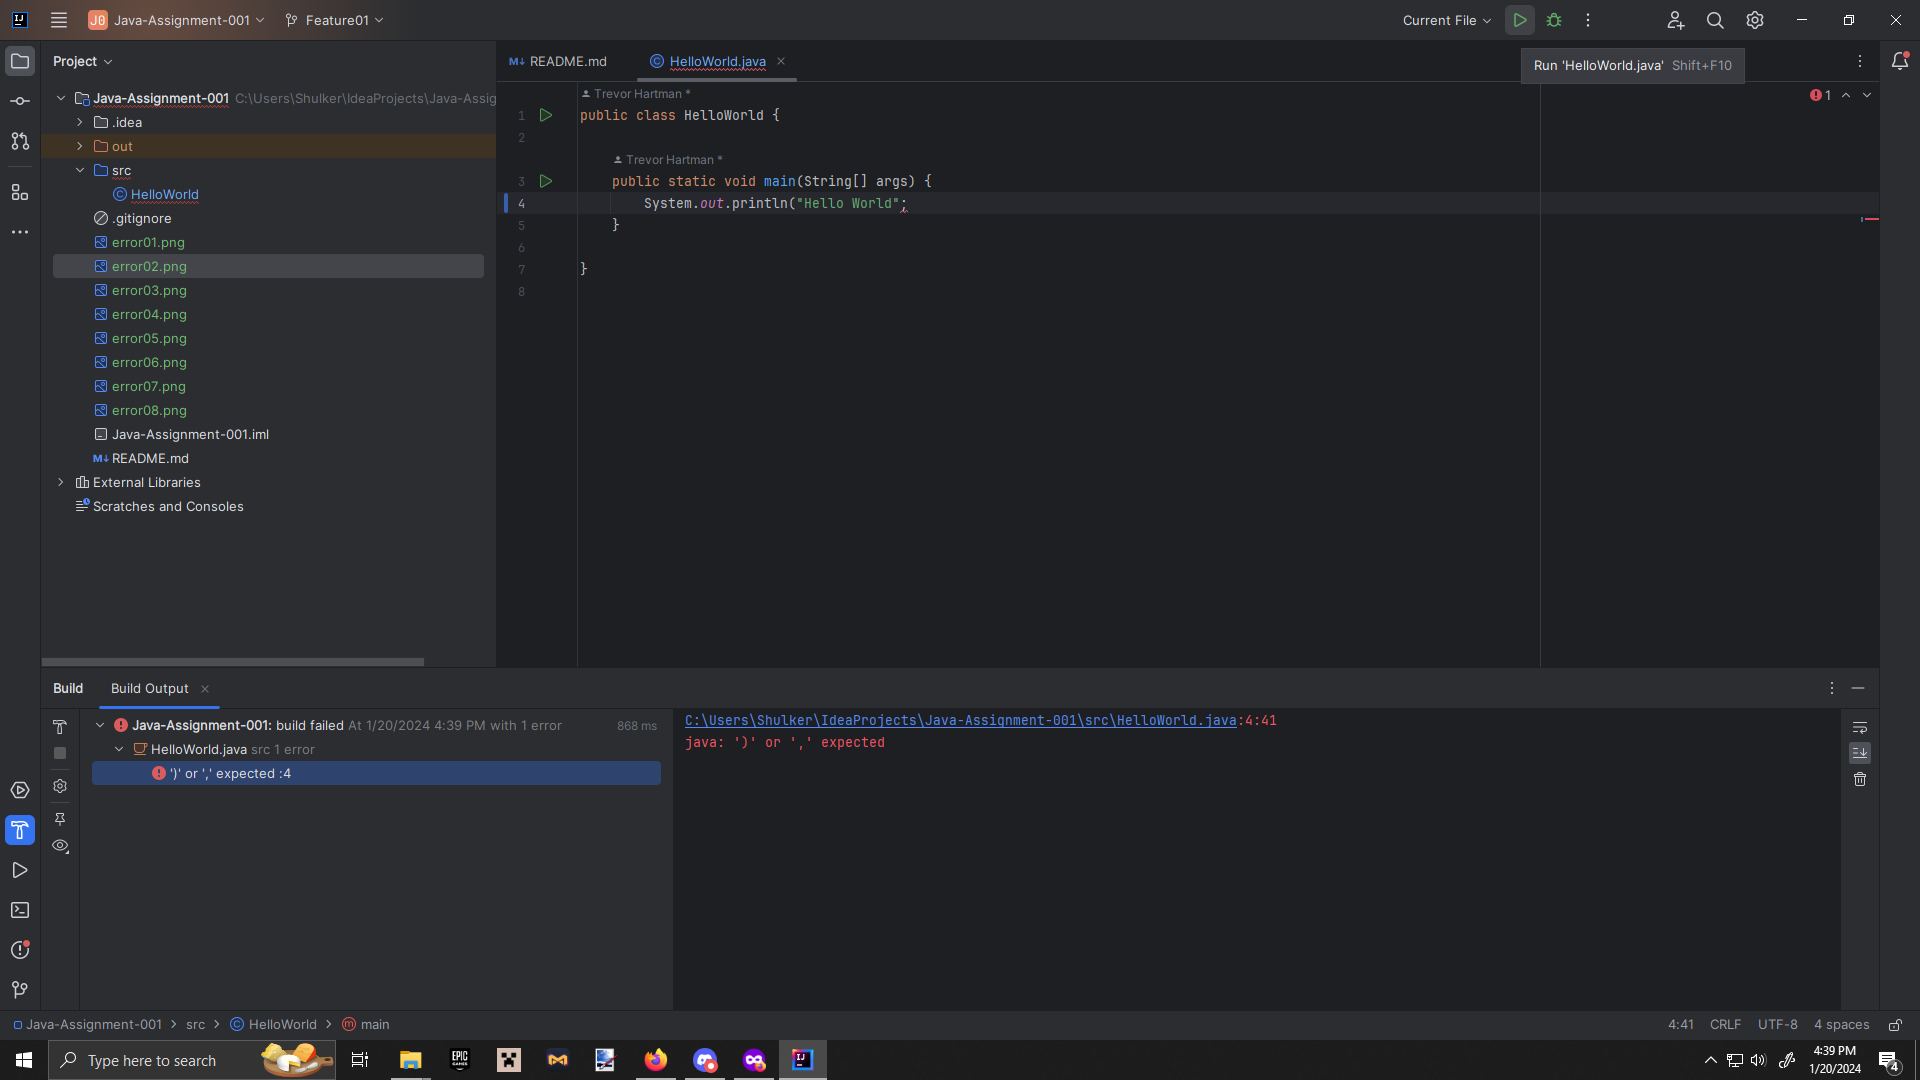 J0 Java-Assignment-001 Feature01 Current File
Project
README.md HelloWorld.java
Run 'HelloWorld.java' Shift+F10
Java-Assignment-001 C:\Users\Shulker\IdeaProjects\Java-Assig
.idea
out
src
HelloWorld
.gitignore
error01.png
error02.png
error03.png
error04.png
error05.png
error06.png
error07.png
error08.png
Java-Assignment-001.iml
M↓ README.md
External Libraries
Scratches and Consoles
Trevor Hartman *
1 public class HelloWorld {
2
Trevor Hartman *
3 public static void main(String[] args) {
4 System.out.println("Hello World";
5 }
6
7 }
8
1
Build Build Output
Java-Assignment-001: build failed At 1/20/2024 4:39 PM with 1 error 868 ms
HelloWorld.java src 1 error
')' or ',' expected :4
C:\Users\Shulker\IdeaProjects\Java-Assignment-001\src\HelloWorld.java:4:41
java: ')' or ',' expected
Java-Assignment-001 > src > HelloWorld > main
4:41 CRLF UTF-8 4 spaces
Type here to search
EPIC GAMES
IJ
4:39 PM
1/20/2024
4